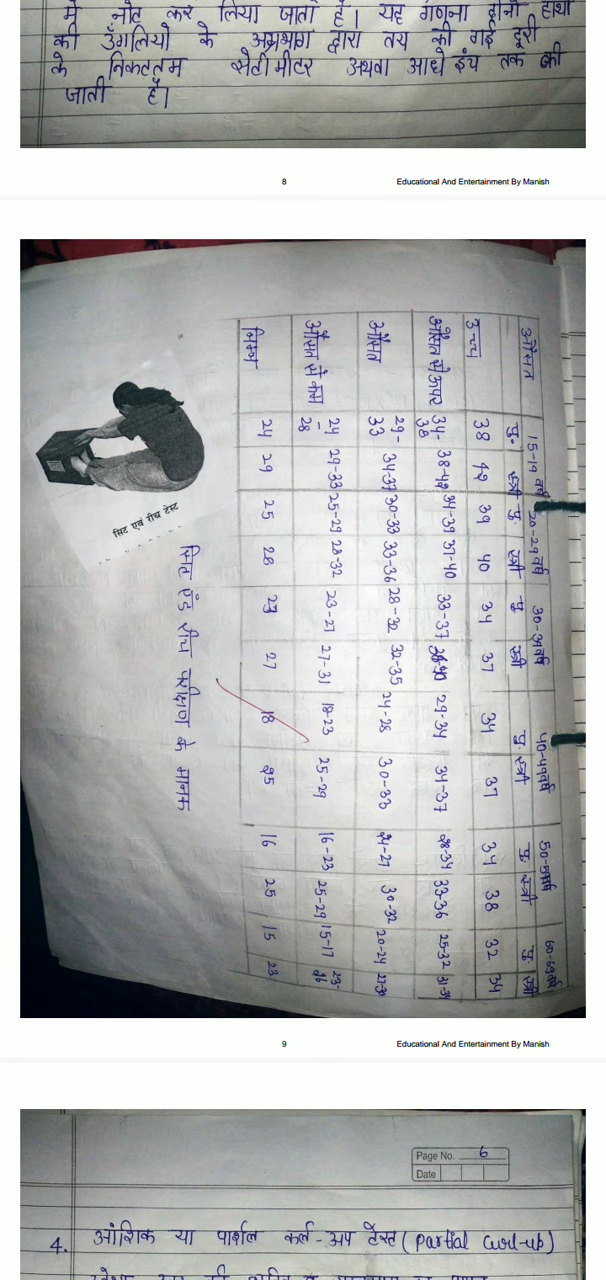 में नोट कर लिया जाता है। यह गणना दोनों हाथो
की उँगलियो के अग्रभाग द्वारा तय की गई दूरी
के निकटतम सेटीमीटर अथवा आधे इंच तक की
जाती है।
8 Educational And Entertainment By Manish
औसत 15-19 वर्ष 20-29 वर्ष 30-39 वर्ष 40-49 वर्ष 50-59 वर्ष 60-69 वर्ष
पु. स्त्री पु. स्त्री पु स्त्री पु. स्त्री पु. स्त्री पु स्त्री
उच्च 38 39 40 34 37 34 37 34 38 32 34
औसत से ऊपर 34-38 34-39 37-40 33-37 29-34 34-37 28-34 33-36 25-32
औसत 29-33 34-37 30-33 33-36 28-32 32-35 24-28 30-33 24-27 30-32 20-24
औसत से कम 24-28 29-33 25-29 28-32 23-27 27-31 18-23 25-29 16-23 25-29 15-17 23-26
निम्न 24 29 25 28 23 27 18 25 16 25 15 23
सिट एवं रीच टेस्ट
सिट एँड रीच परीक्षण के मानक
9 Educational And Entertainment By Manish
Page No. 6
Date
4. आंशिक या पार्शल कर्ल-अप टेस्ट (Partial Curl-up)